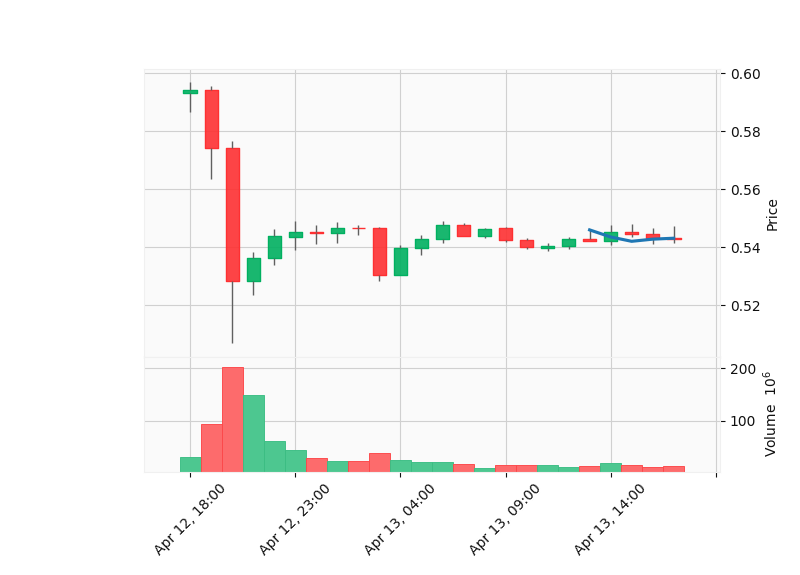 0.60
0.58
0.56
0.54
0.52
Price
200
100
Volume 10^6
Apr 12, 18:00
Apr 12, 23:00
Apr 13, 04:00
Apr 13, 09:00
Apr 13, 14:00